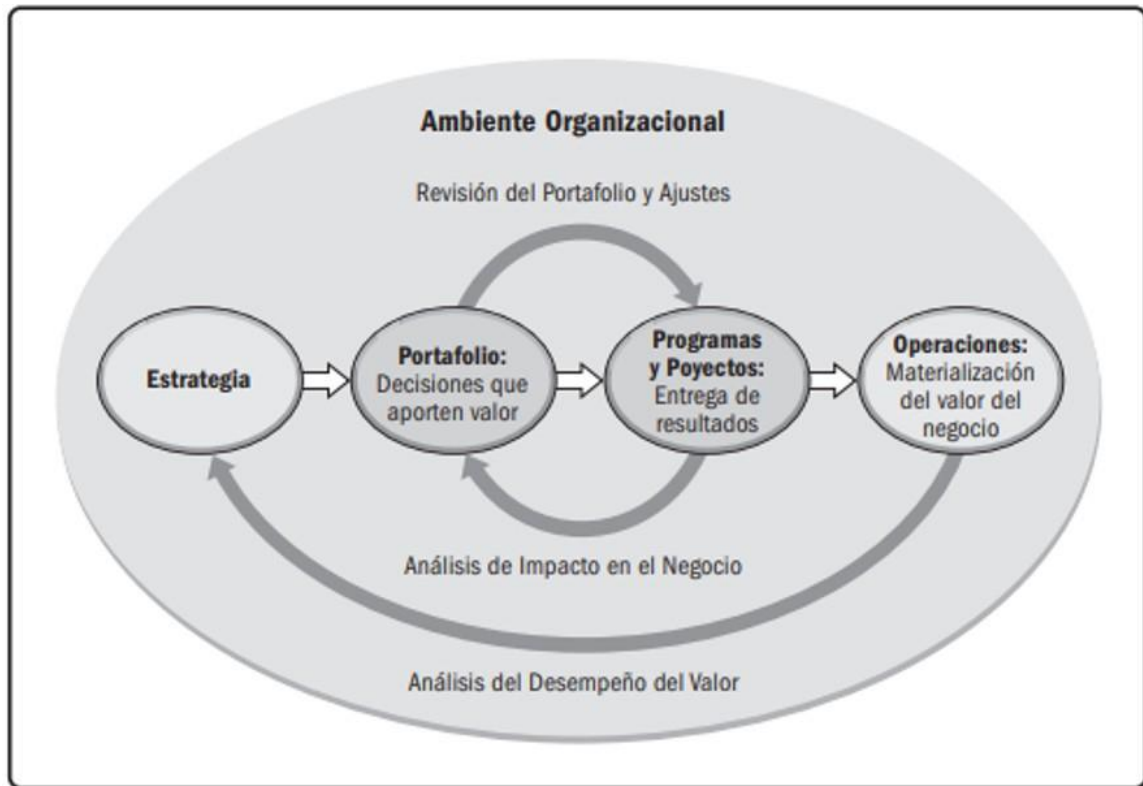 Ambiente Organizacional
Revisión del Portafolio y Ajustes
Estrategia
Portafolio:
Decisiones que
aporten valor
Programas
y Poyectos:
Entrega de
resultados
Operaciones:
Materialización
del valor del
negocio
Análisis de Impacto en el Negocio
Análisis del Desempeño del Valor